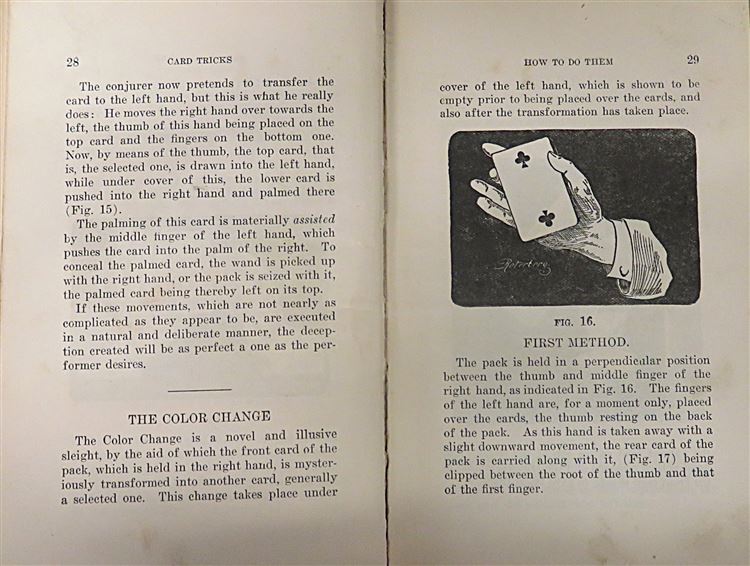 28 CARD TRICKS
The conjurer now pretends to transfer the
card to the left hand, but this is what he really
does: He moves the right hand over towards the
left, the thumb of this hand being placed on the
top card and the fingers on the bottom one.
Now, by means of the thumb, the top card, that
is, the selected one, is drawn into the left hand,
while under cover of this, the lower card is
pushed into the right hand and palmed there
(Fig. 15).
The palming of this card is materially assisted
by the middle finger of the left hand, which
pushes the card into the palm of the right. To
conceal the palmed card, the wand is picked up
with the right hand, or the pack is seized with it,
the palmed card being thereby left on its top.
If these movements, which are not nearly as
complicated as they appear to be, are executed
in a natural and deliberate manner, the decep-
tion created will be as perfect a one as the per-
former desires.
THE COLOR CHANGE
The Color Change is a novel and illusive
sleight, by the aid of which the front card of the
pack, which is held in the right hand, is myster-
iously transformed into another card, generally
a selected one. This change takes place under
HOW TO DO THEM 29
cover of the left hand, which is shown to be
empty prior to being placed over the cards, and
also after the transformation has taken place.
FIG. 16.
FIRST METHOD.
The pack is held in a perpendicular position
between the thumb and middle finger of the
right hand, as indicated in Fig. 16. The fingers
of the left hand are, for a moment only, placed
over the cards, the thumb resting on the back
of the pack. As this hand is taken away with a
slight downward movement, the rear card of the
pack is carried along with it, (Fig. 17) being
clipped between the root of the thumb and that
of the first finger.